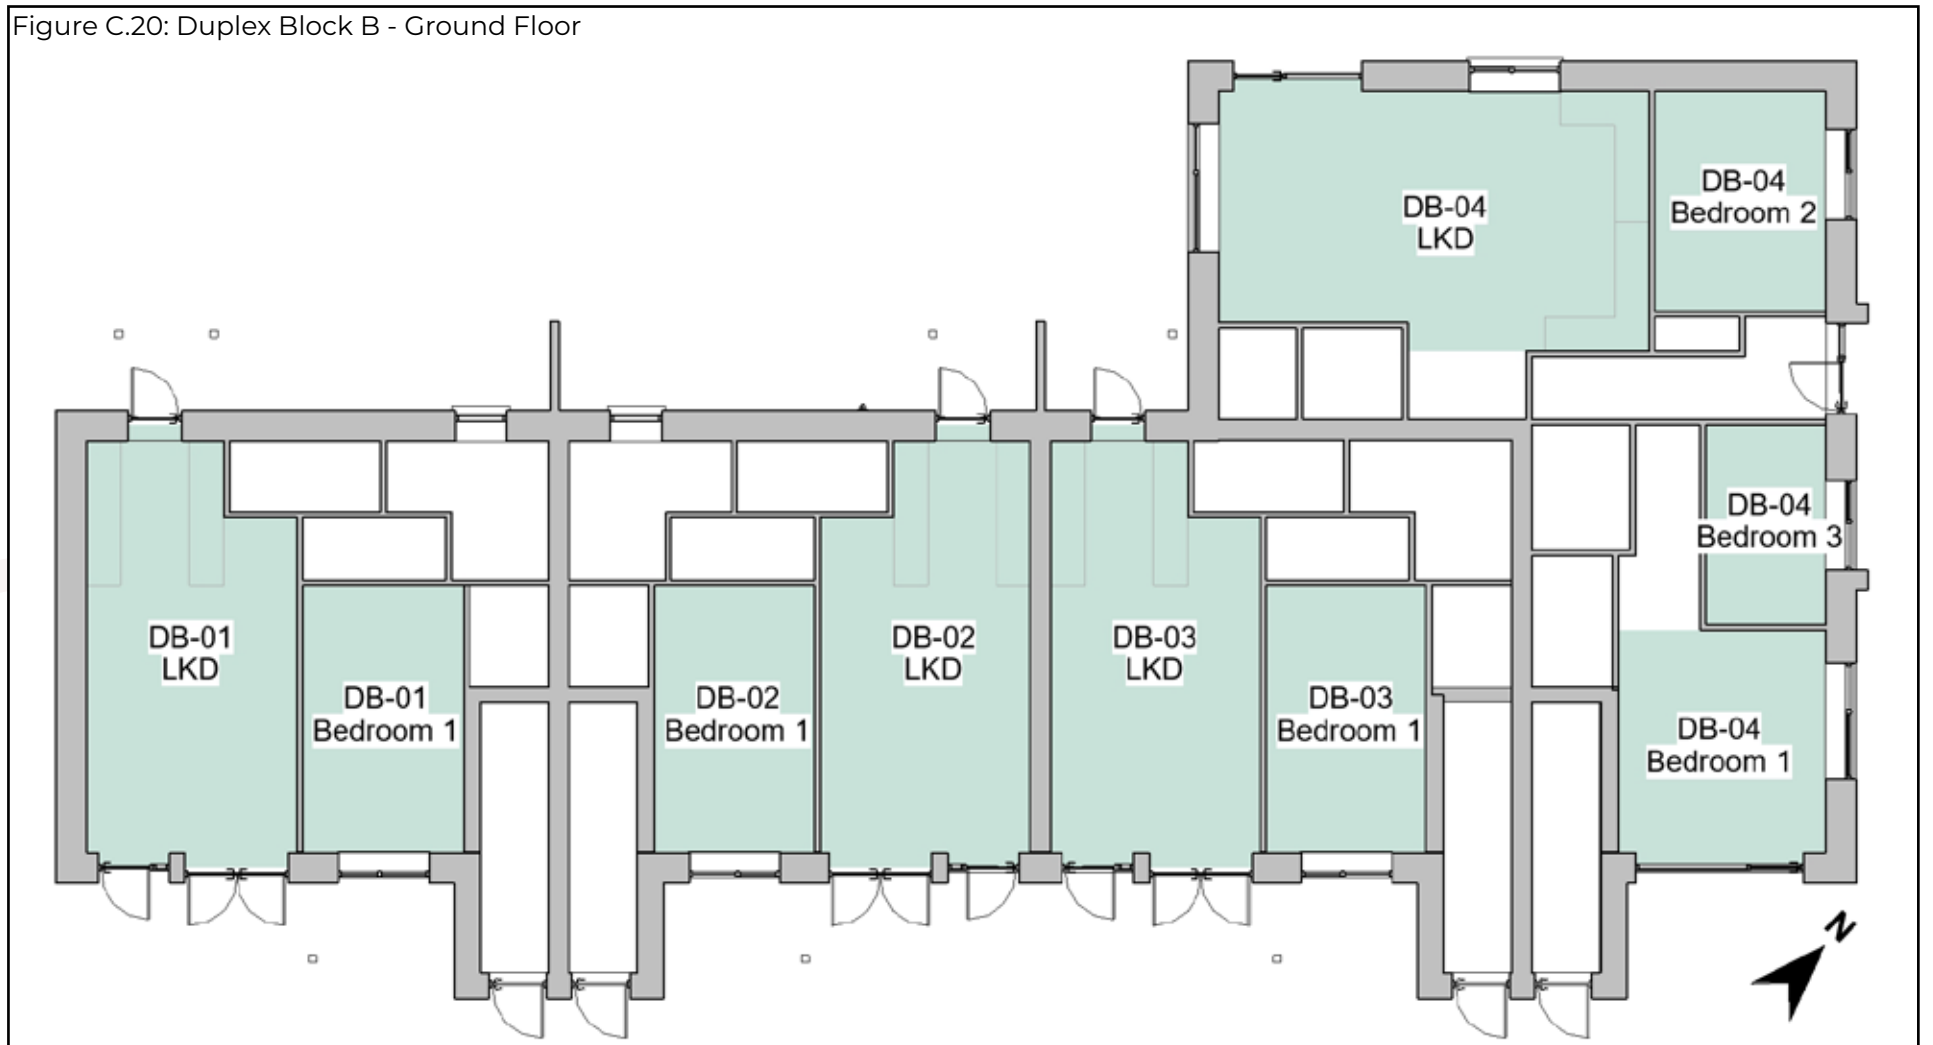 Figure C.20: Duplex Block B - Ground Floor
DB-04
LKD
DB-04
Bedroom 2
DB-04
Bedroom 3
DB-01
LKD
DB-01
Bedroom 1
DB-02
Bedroom 1
DB-02
LKD
DB-03
LKD
DB-03
Bedroom 1
DB-04
Bedroom 1
N